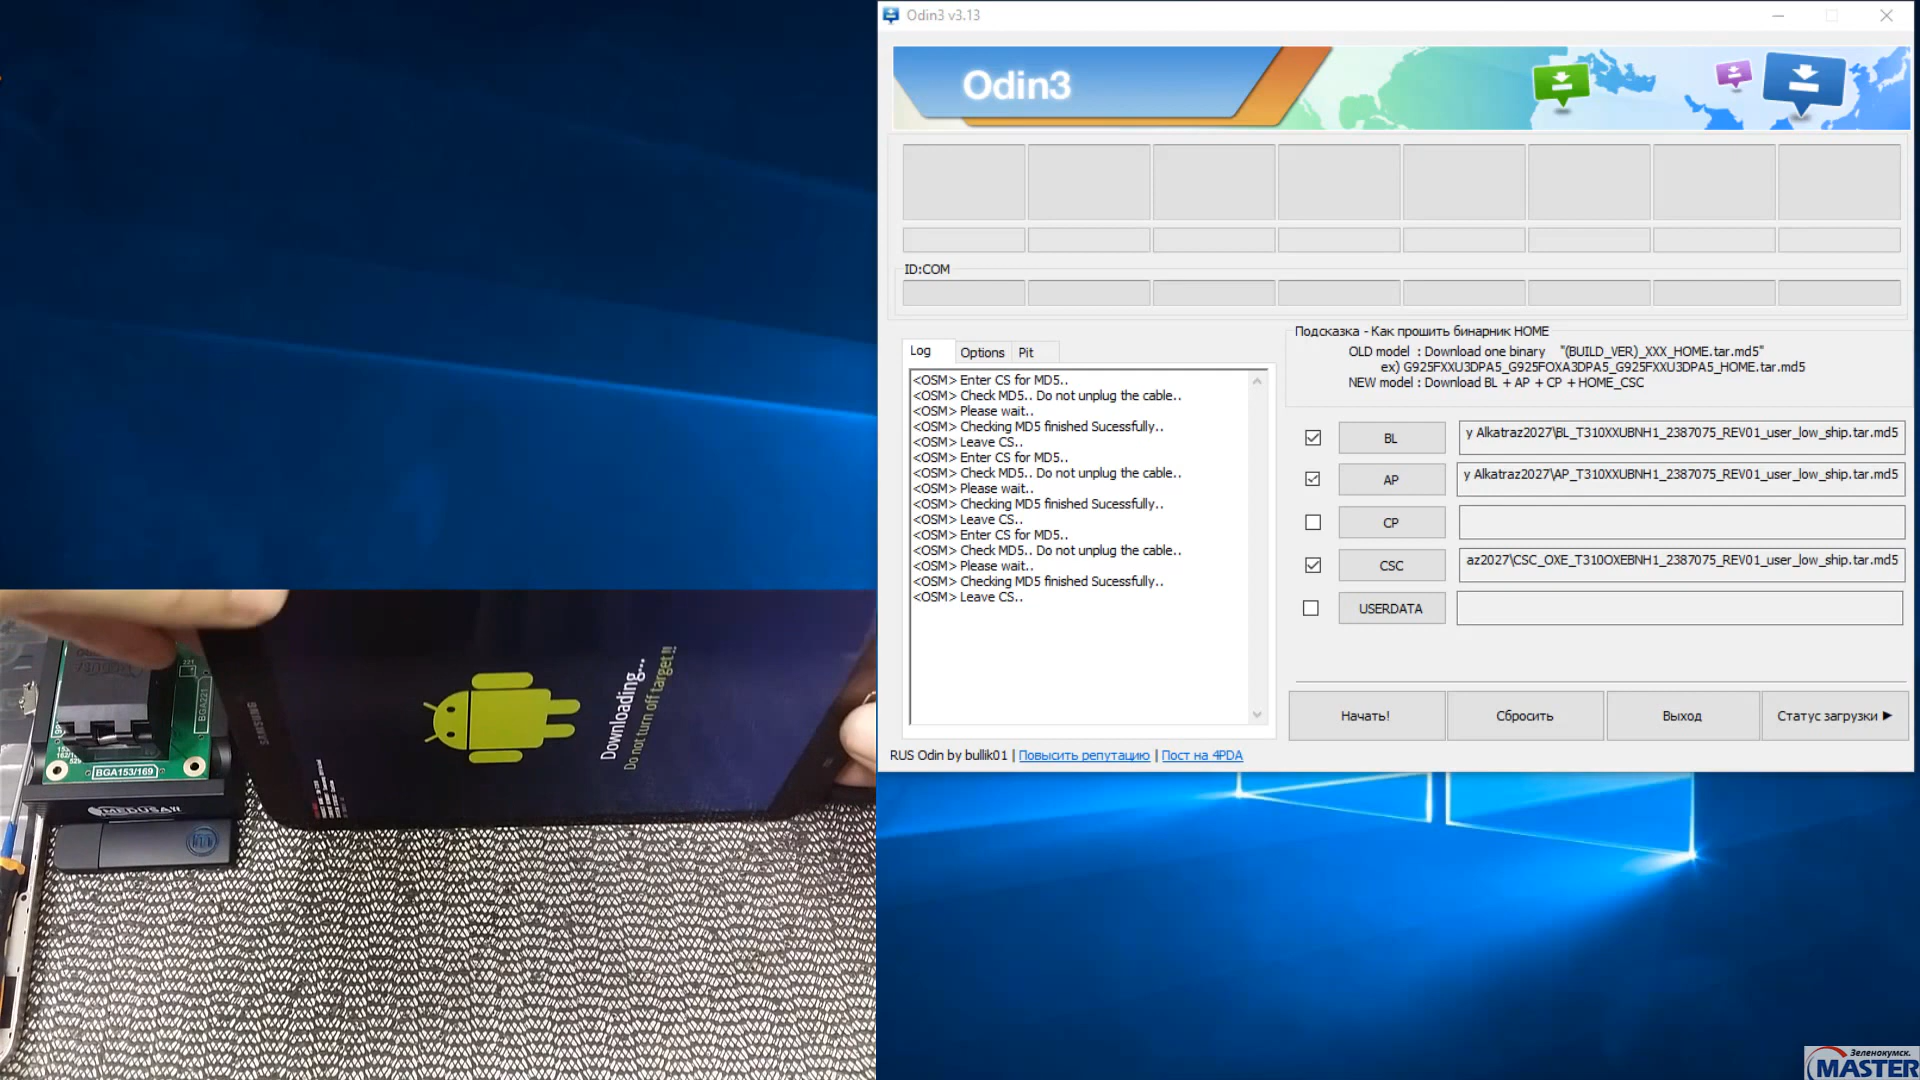 Odin3 v3.13
Odin3
ID:COM
Log
Options
Pit
<OSM> Enter CS for MD5..
<OSM> Check MD5.. Do not unplug the cable..
<OSM> Please wait..
<OSM> Checking MD5 finished Sucessfully..
<OSM> Leave CS..
<OSM> Enter CS for MD5..
<OSM> Check MD5.. Do not unplug the cable..
<OSM> Please wait..
<OSM> Checking MD5 finished Sucessfully..
<OSM> Leave CS..
<OSM> Enter CS for MD5..
<OSM> Check MD5.. Do not unplug the cable..
<OSM> Please wait..
<OSM> Checking MD5 finished Sucessfully..
<OSM> Leave CS..
Подсказка - Как прошить бинарник HOME
OLD model : Download one binary "(BUILD_VER)_XXX_HOME.tar.md5"
ex) G925FXXU3DPA5_G925FOXA3DPA5_G925FXXU3DPA5_HOME.tar.md5
NEW model : Download BL + AP + CP + HOME_CSC
BL
y Alkatraz2027\BL_T310XXUBNH1_2387075_REV01_user_low_ship.tar.md5
AP
y Alkatraz2027\AP_T310XXUBNH1_2387075_REV01_user_low_ship.tar.md5
CP
CSC
az2027\CSC_OXE_T310OXEBNH1_2387075_REV01_user_low_ship.tar.md5
USERDATA
Начать!
Сбросить
Выход
Статус загрузки
RUS Odin by bullik01 | Повысить репутацию | Пост на 4PDA
SAMSUNG
Downloading...
Do not turn off target !!
221
BGA221
BGA153/169
MEDUSA
Зеленокумск.
MASTER